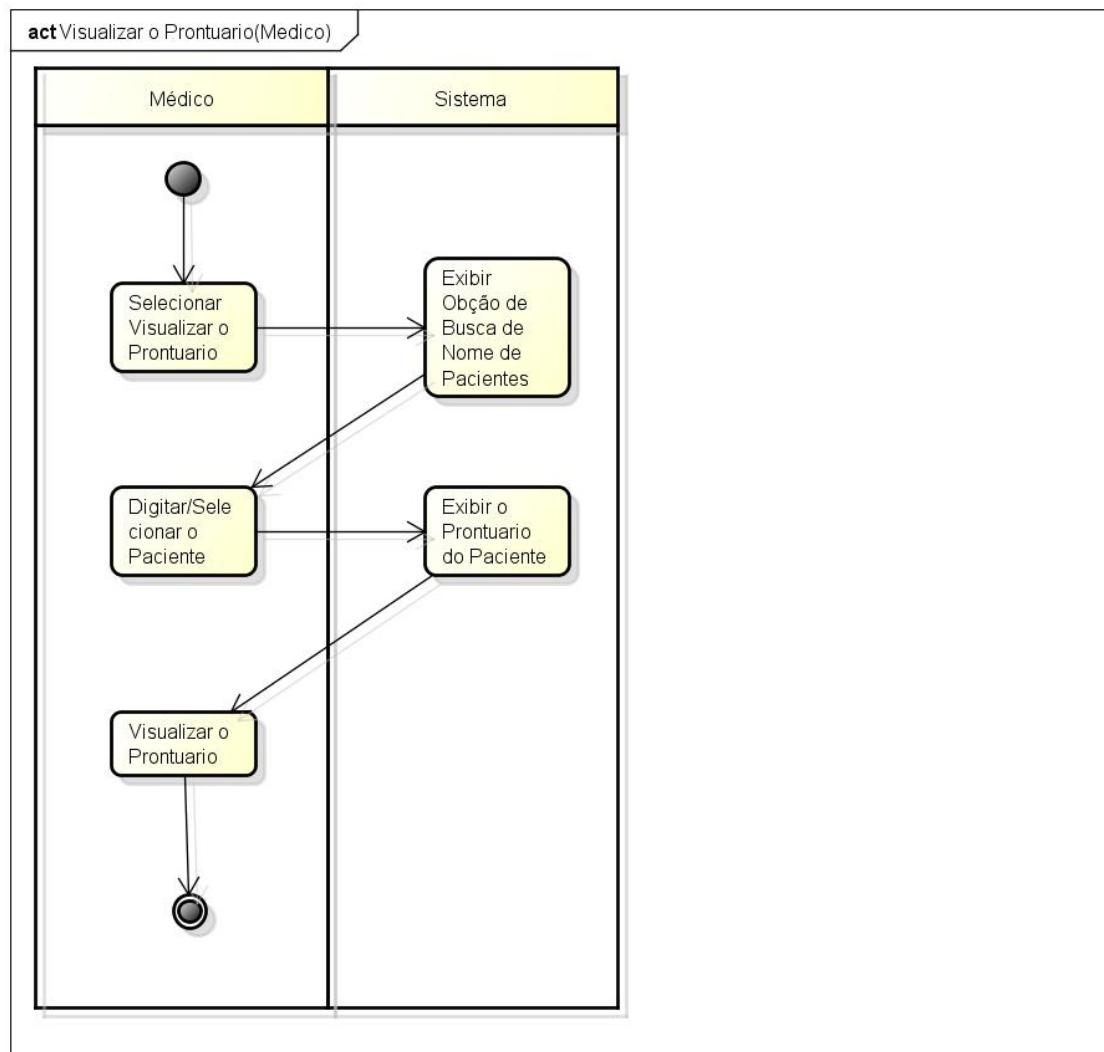 act Visualizar o Prontuario(Medico)
Médico
Sistema
Selecionar
Visualizar o
Prontuario
Exibir
Obção de
Busca de
Nome de
Pacientes
Digitar/Sele
cionar o
Paciente
Exibir o
Prontuario
do Paciente
Visualizar o
Prontuario